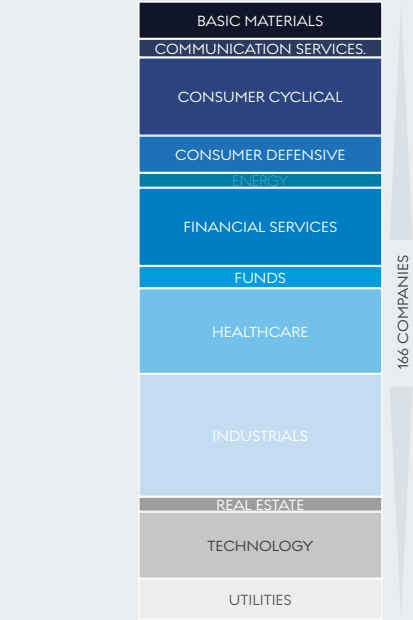 BASIC MATERIALS
COMMUNICATION SERVICES.
CONSUMER CYCLICAL
CONSUMER DEFENSIVE
ENERGY
FINANCIAL SERVICES
FUNDS
HEALTHCARE
166 COMPANIES
INDUSTRIALS
REAL ESTATE
TECHNOLOGY
UTILITIES